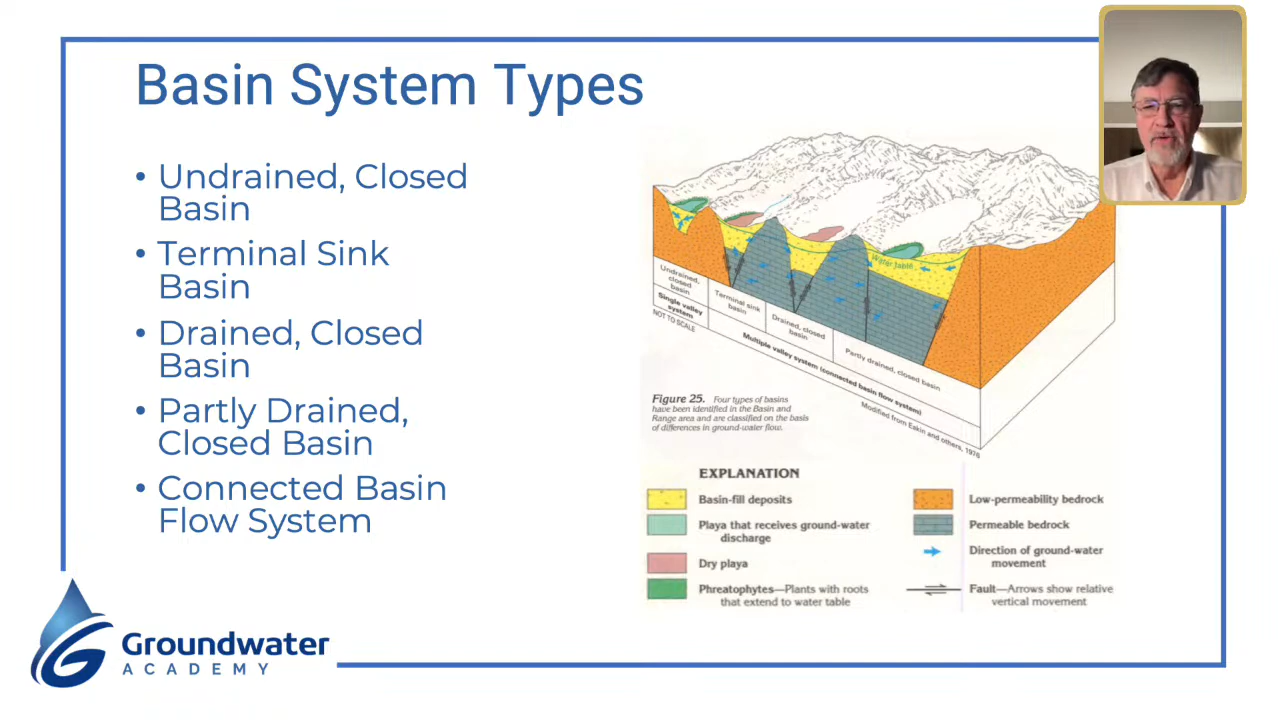 Basin System Types
• Undrained, Closed
Basin
• Terminal Sink
Basin
• Drained, Closed
Basin
• Partly Drained,
Closed Basin
• Connected Basin
Flow System
Groundwater
ACADEMY
Water table
Undrained,
closed
basin
Terminal sink
basin
Drained, closed
basin
Partly drained, closed basin
Single valley
system
Multiple valley system (connected basin flow system)
NOT TO SCALE
Modified from Eakin and others, 1976
Figure 25. Four types of basins
have been identified in the Basin and
Range area and are classified on the basis
of differences in ground-water flow.
EXPLANATION
Basin-fill deposits
Playa that receives ground-water
discharge
Dry playa
Phreatophytes—Plants with roots
that extend to water table
Low-permeability bedrock
Permeable bedrock
Direction of ground-water
movement
Fault—Arrows show relative
vertical movement